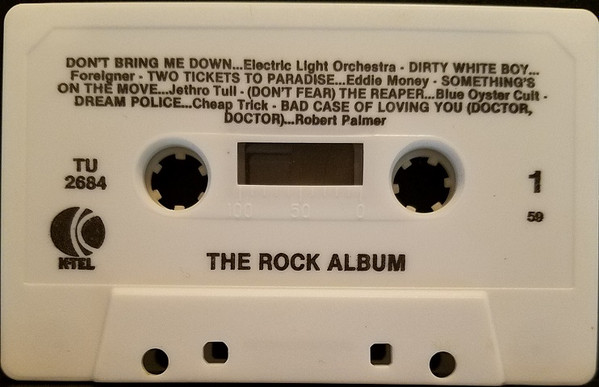 DON'T BRING ME DOWN...Electric Light Orchestra - DIRTY WHITE BOY...
Foreigner - TWO TICKETS TO PARADISE...Eddie Money - SOMETHING'S
ON THE MOVE...Jethro Tull - (DON'T FEAR) THE REAPER...Blue Oyster Cult -
DREAM POLICE...Cheap Trick - BAD CASE OF LOVING YOU (DOCTOR,
DOCTOR)...Robert Palmer
TU
2684
1
59
100 50 0
K-TEL
THE ROCK ALBUM